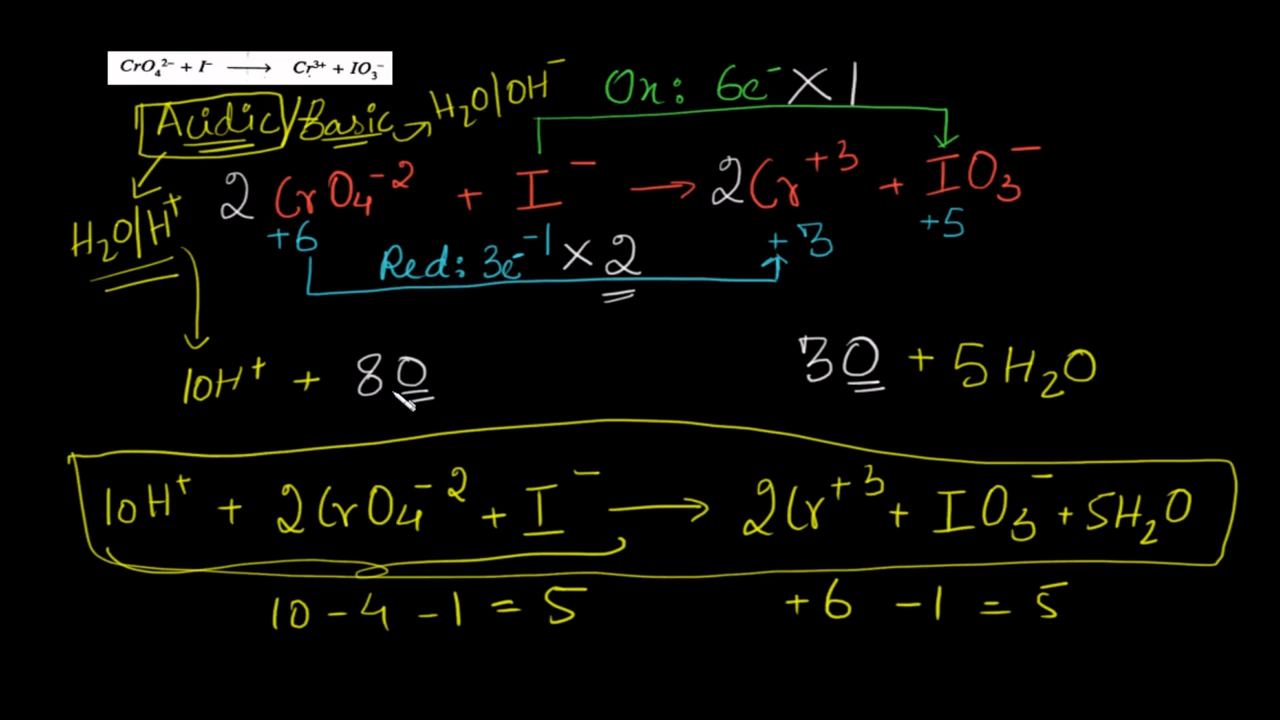 CrO₄²⁻ + I⁻ ⟶ Cr³⁺ + IO₃⁻
Ox: 6e⁻ × 1
Acidic/Basic → H₂O/OH⁻
2 CrO₄⁻² + I⁻ → 2Cr⁺³ + IO₃⁻
H₂O/H⁺
+6 +3 +5
Red: 3e⁻¹ × 2
10H⁺ + 8O 3O + 5H₂O
10H⁺ + 2CrO₄⁻² + I⁻ → 2Cr⁺³ + IO₃⁻ + 5H₂O
10 - 4 - 1 = 5 +6 - 1 = 5